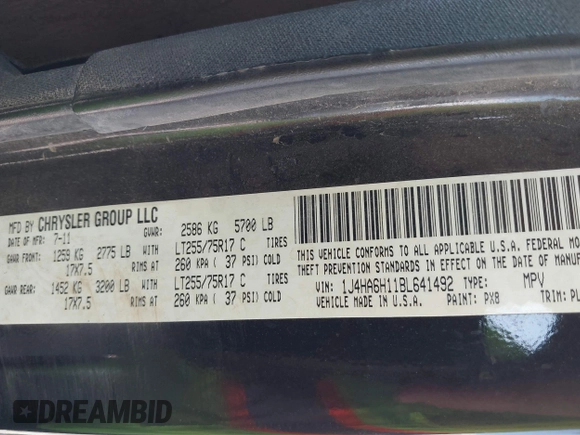 MFD BY CHRYSLER GROUP LLC
DATE OF MFR: 7-11 GVWR: 2586 KG 5700 LB
GAWR FRONT: 1259 KG 2775 LB WITH LT255/75R17 C TIRES
17X7.5 RIMS AT 260 KPA ( 37 PSI) COLD
GAWR REAR: 1452 KG 3200 LB WITH LT255/75R17 C TIRES
17X7.5 RIMS AT 260 KPA ( 37 PSI) COLD
THIS VEHICLE CONFORMS TO ALL APPLICABLE U.S.A. FEDERAL
THEFT PREVENTION STANDARDS IN EFFECT ON THE DATE OF
VIN: 1J4HA6H11BL641492 TYPE: MPV
VEHICLE MADE IN U.S.A. PAINT: PX8 TRIM:
DREAMBID